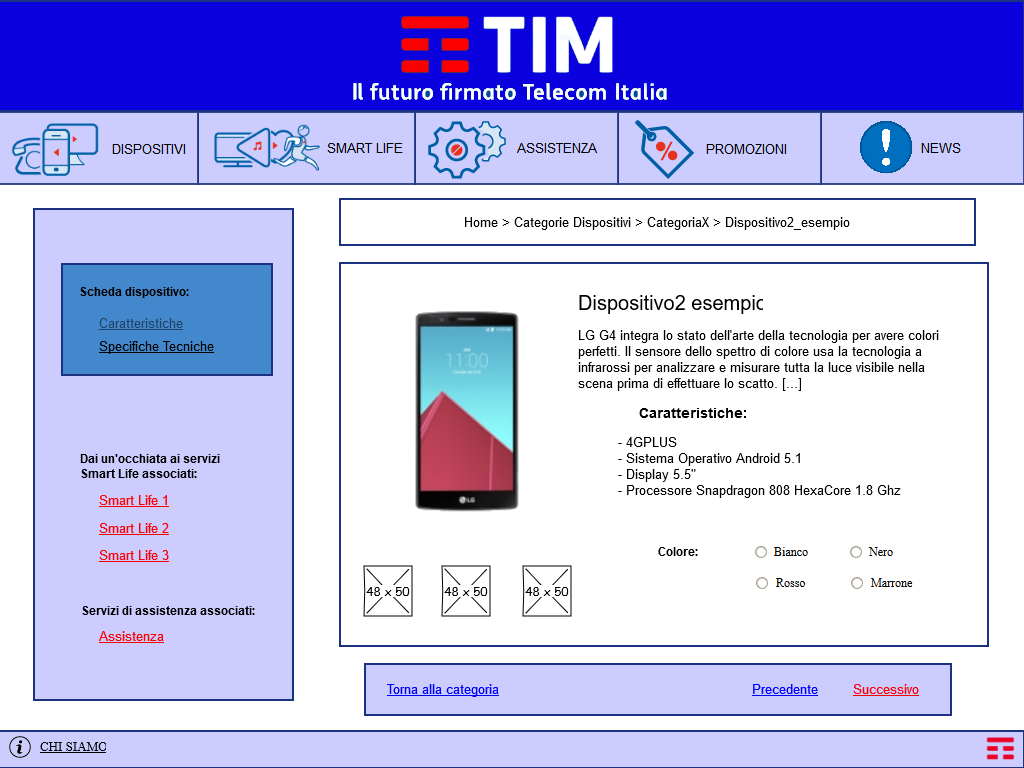 TIM
Il futuro firmato Telecom Italia
DISPOSITIVI
SMART LIFE
ASSISTENZA
PROMOZIONI
NEWS
Home > Categorie Dispositivi > CategoriaX > Dispositivo2_esempio
Scheda dispositivo:
Caratteristiche
Specifiche Tecniche
Dai un'occhiata ai servizi
Smart Life associati:
Smart Life 1
Smart Life 2
Smart Life 3
Servizi di assistenza associati:
Assistenza
11:00
LG
48 x 50
48 x 50
48 x 50
Dispositivo2 esempio
LG G4 integra lo stato dell'arte della tecnologia per avere colori
perfetti. Il sensore dello spettro di colore usa la tecnologia a
infrarossi per analizzare e misurare tutta la luce visibile nella
scena prima di effettuare lo scatto. [...]
Caratteristiche:
- 4GPLUS
- Sistema Operativo Android 5.1
- Display 5.5"
- Processore Snapdragon 808 HexaCore 1.8 Ghz
Colore:
Bianco
Nero
Rosso
Marrone
Torna alla categoria
Precedente
Successivo
CHI SIAMO